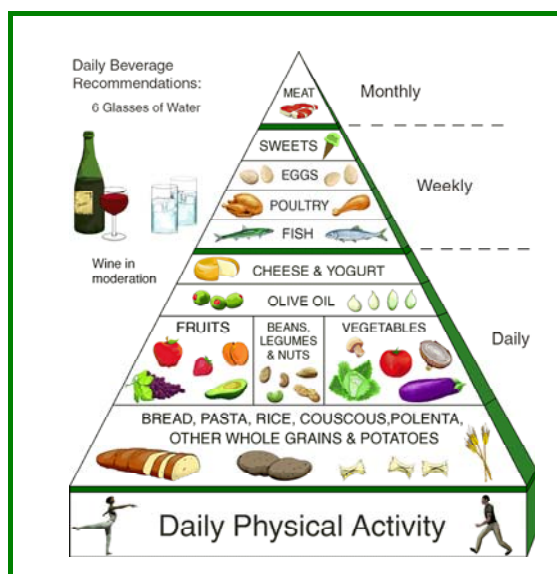 Daily Beverage
Recommendations:
6 Glasses of Water
Wine in
moderation
MEAT
Monthly
SWEETS
EGGS
Weekly
POULTRY
FISH
CHEESE & YOGURT
OLIVE OIL
Daily
FRUITS
BEANS,
LEGUMES
& NUTS
VEGETABLES
BREAD, PASTA, RICE, COUSCOUS,POLENTA,
OTHER WHOLE GRAINS & POTATOES
Daily Physical Activity